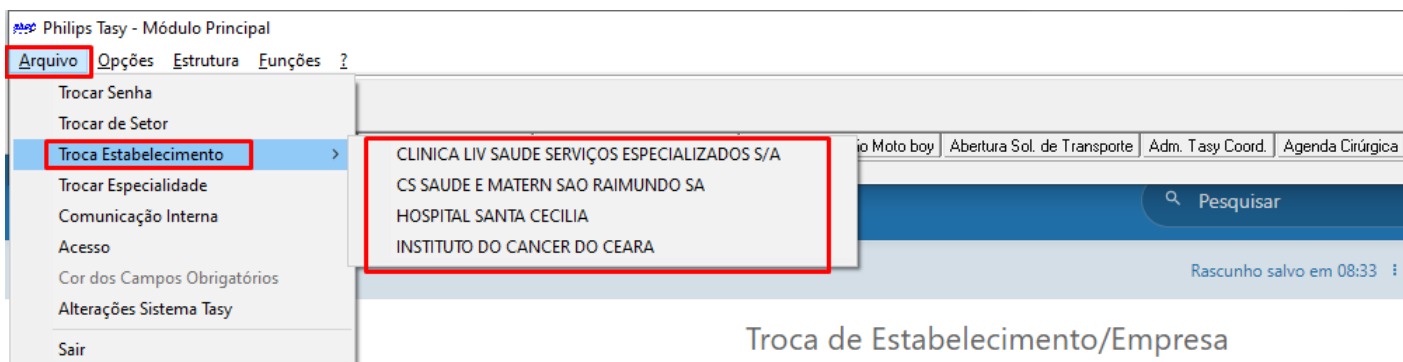 Philips Tasy - Módulo Principal
Arquivo Opções Estrutura Funções ?
Trocar Senha
Trocar de Setor
Troca Estabelecimento >
Trocar Especialidade
Comunicação Interna
Acesso
Cor dos Campos Obrigatórios
Alterações Sistema Tasy
Sair
CLINICA LIV SAUDE SERVIÇOS ESPECIALIZADOS S/A
CS SAUDE E MATERN SAO RAIMUNDO SA
HOSPITAL SANTA CECILIA
INSTITUTO DO CANCER DO CEARA
Moto boy Abertura Sol. de Transporte Adm. Tasy Coord. Agenda Cirúrgica
Pesquisar
Rascunho salvo em 08:33
Troca de Estabelecimento/Empresa